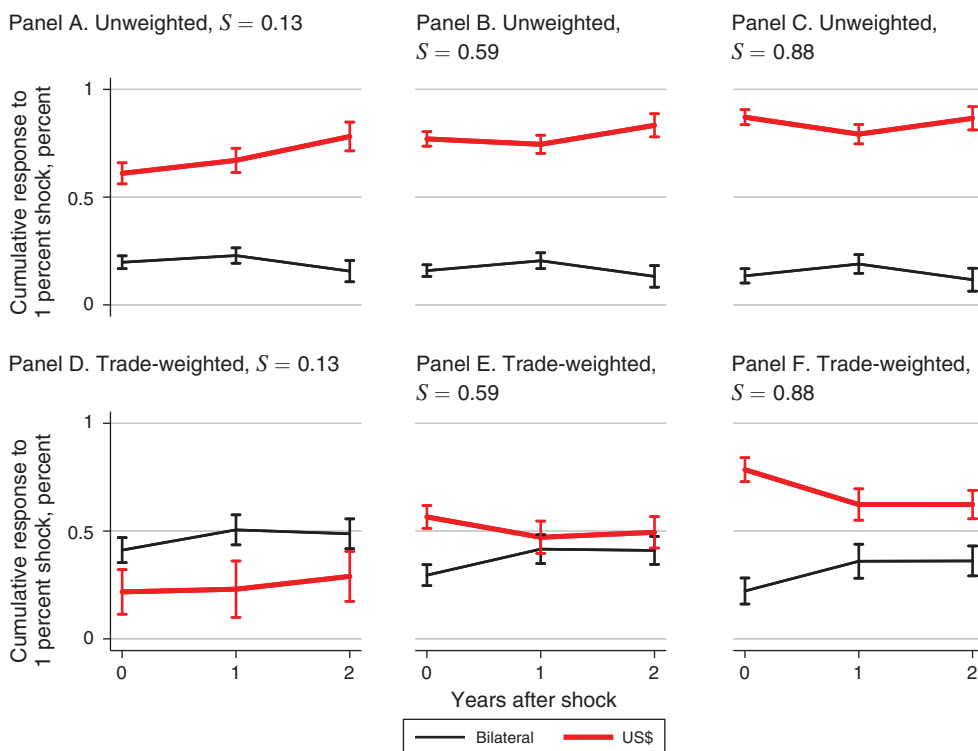 Panel A. Unweighted, S = 0.13
Panel B. Unweighted,
S = 0.59
Panel C. Unweighted,
S = 0.88
Cumulative response to
1 percent shock, percent
1
0.5
0
Panel D. Trade-weighted, S = 0.13
Panel E. Trade-weighted,
S = 0.59
Panel F. Trade-weighted,
S = 0.88
Cumulative response to
1 percent shock, percent
1
0.5
0
0 1 2
0 1 2
0 1 2
Years after shock
Bilateral US$